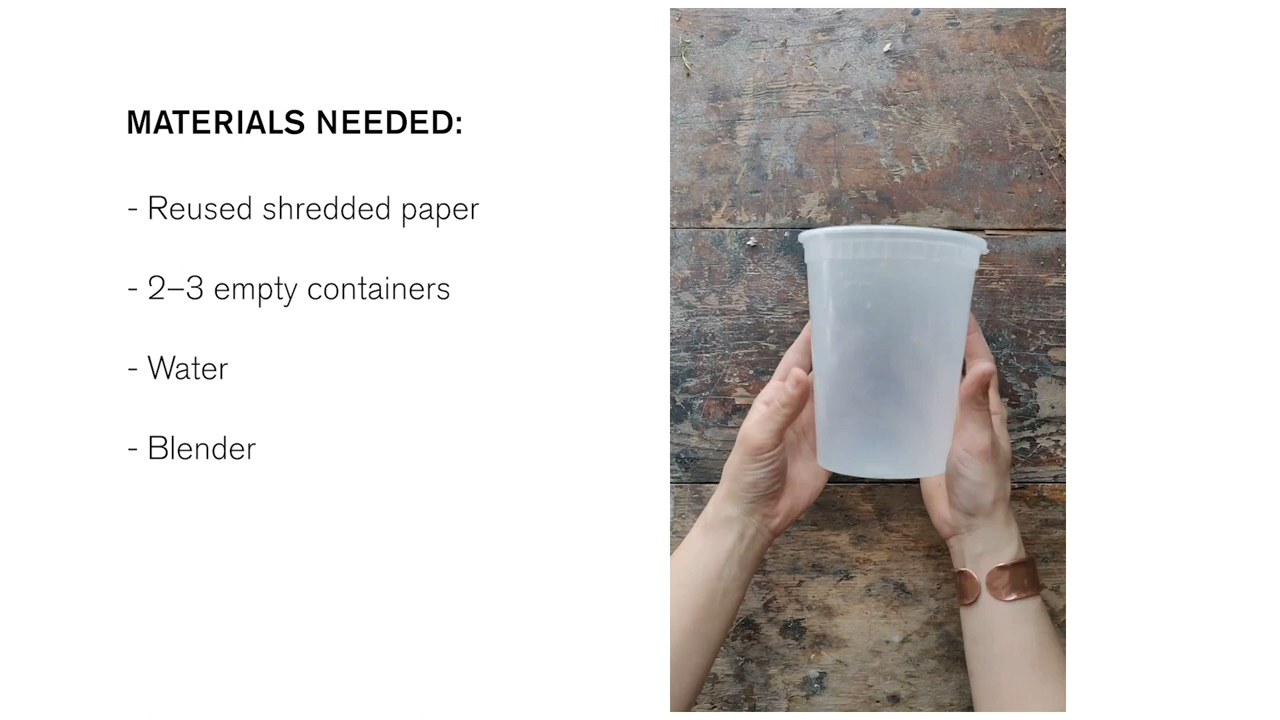 MATERIALS NEEDED:
- Reused shredded paper
- 2–3 empty containers
- Water
- Blender